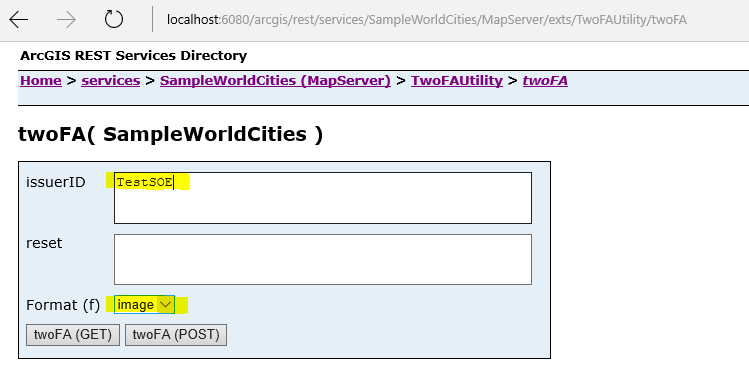 localhost:6080/arcgis/rest/services/SampleWorldCities/MapServer/exts/TwoFAUtility/twoFA
ArcGIS REST Services Directory
Home > services > SampleWorldCities (MapServer) > TwoFAUtility > twoFA
twoFA( SampleWorldCities )
issuerID TestSOE
reset
Format (f) image
twoFA (GET) twoFA (POST)